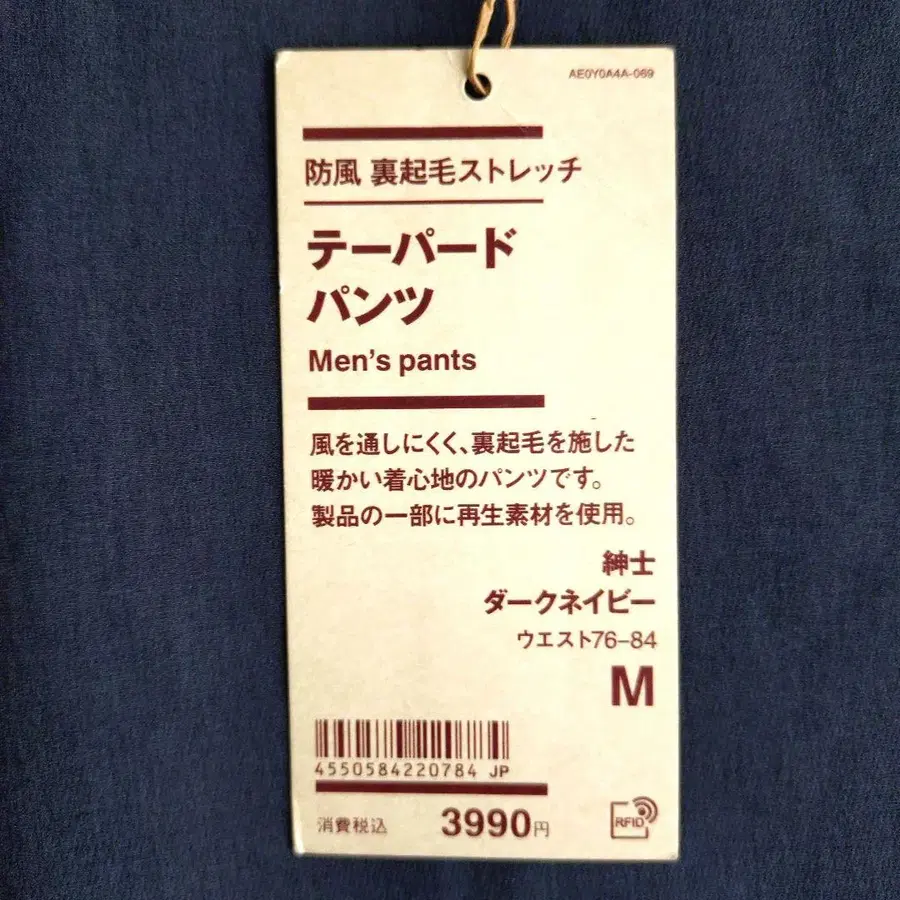 AE0Y0A4A-069
防風 裏起毛ストレッチ
テーパード
パンツ
Men's pants
風を通しにくく、裏起毛を施した
暖かい着心地のパンツです。
製品の一部に再生素材を使用。
紳士
ダークネイビー
ウエスト76-84
M
4550584220784 JP
消費税込 3990円
RFID